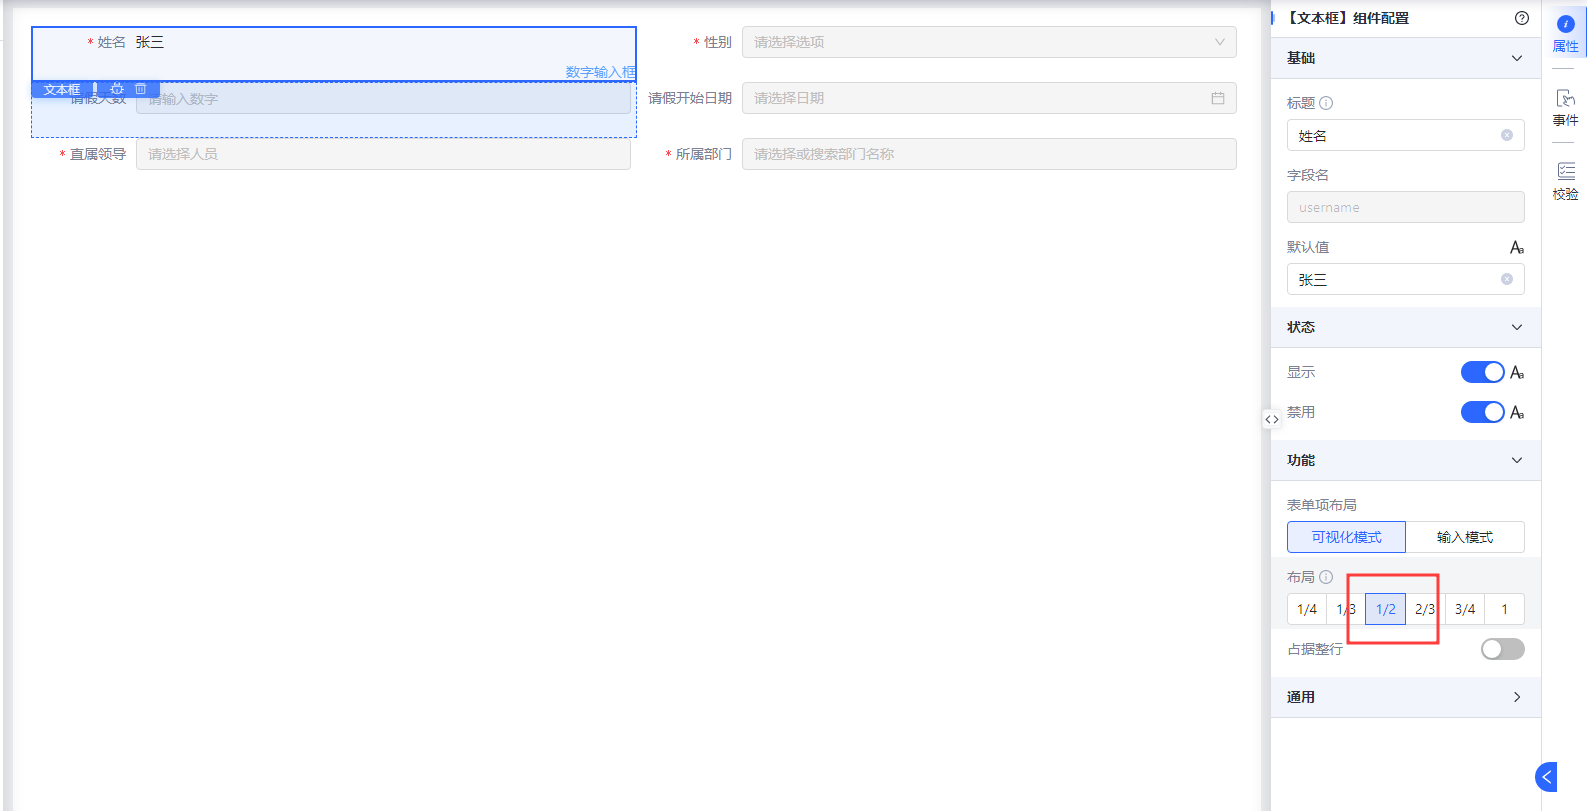 * 姓名 张三
* 性别 请选择选项
数字输入框
文本框
请假天数 请输入数字
请假开始日期 请选择日期
* 直属领导 请选择人员
* 所属部门 请选择或搜索部门名称
【文本框】组件配置
基础
标题
姓名
字段名
username
默认值
张三
状态
显示
禁用
功能
表单项布局
可视化模式 输入模式
布局
1/4 1/3 1/2 2/3 3/4 1
占据整行
通用
属性
事件
校验